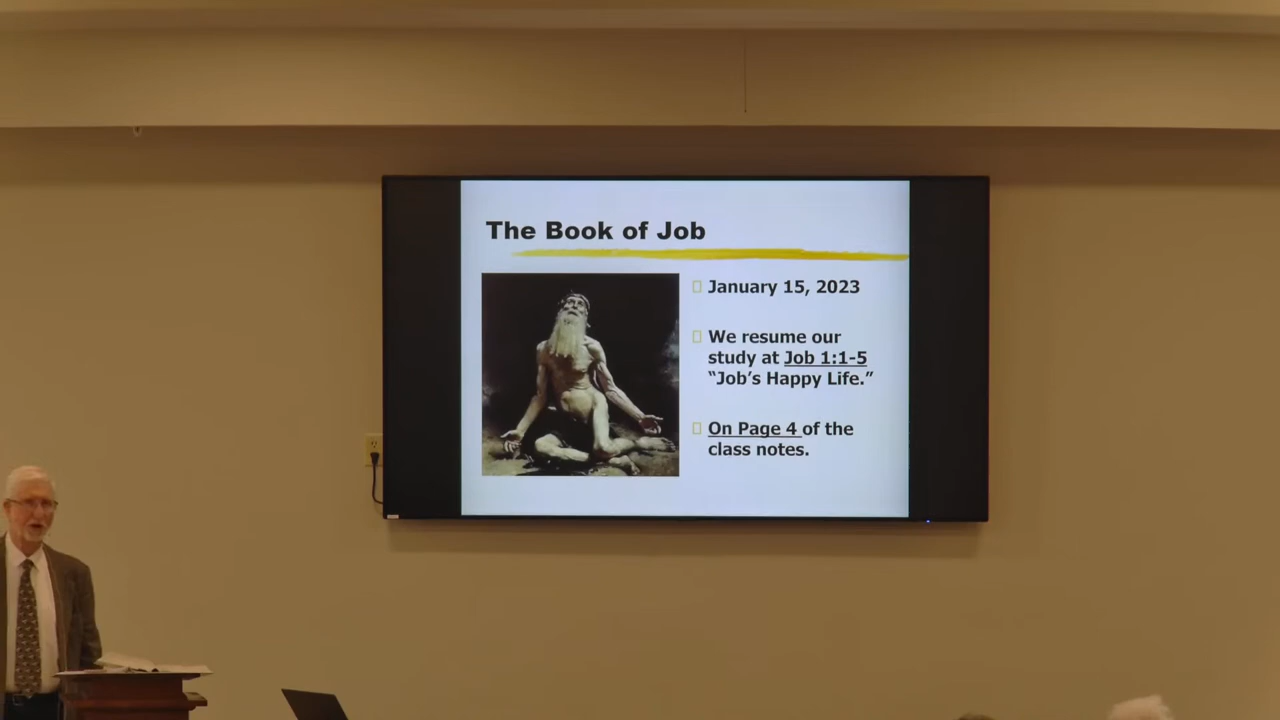 The Book of Job
January 15, 2023
We resume our
study at Job 1:1-5
“Job’s Happy Life.”
On Page 4 of the
class notes.